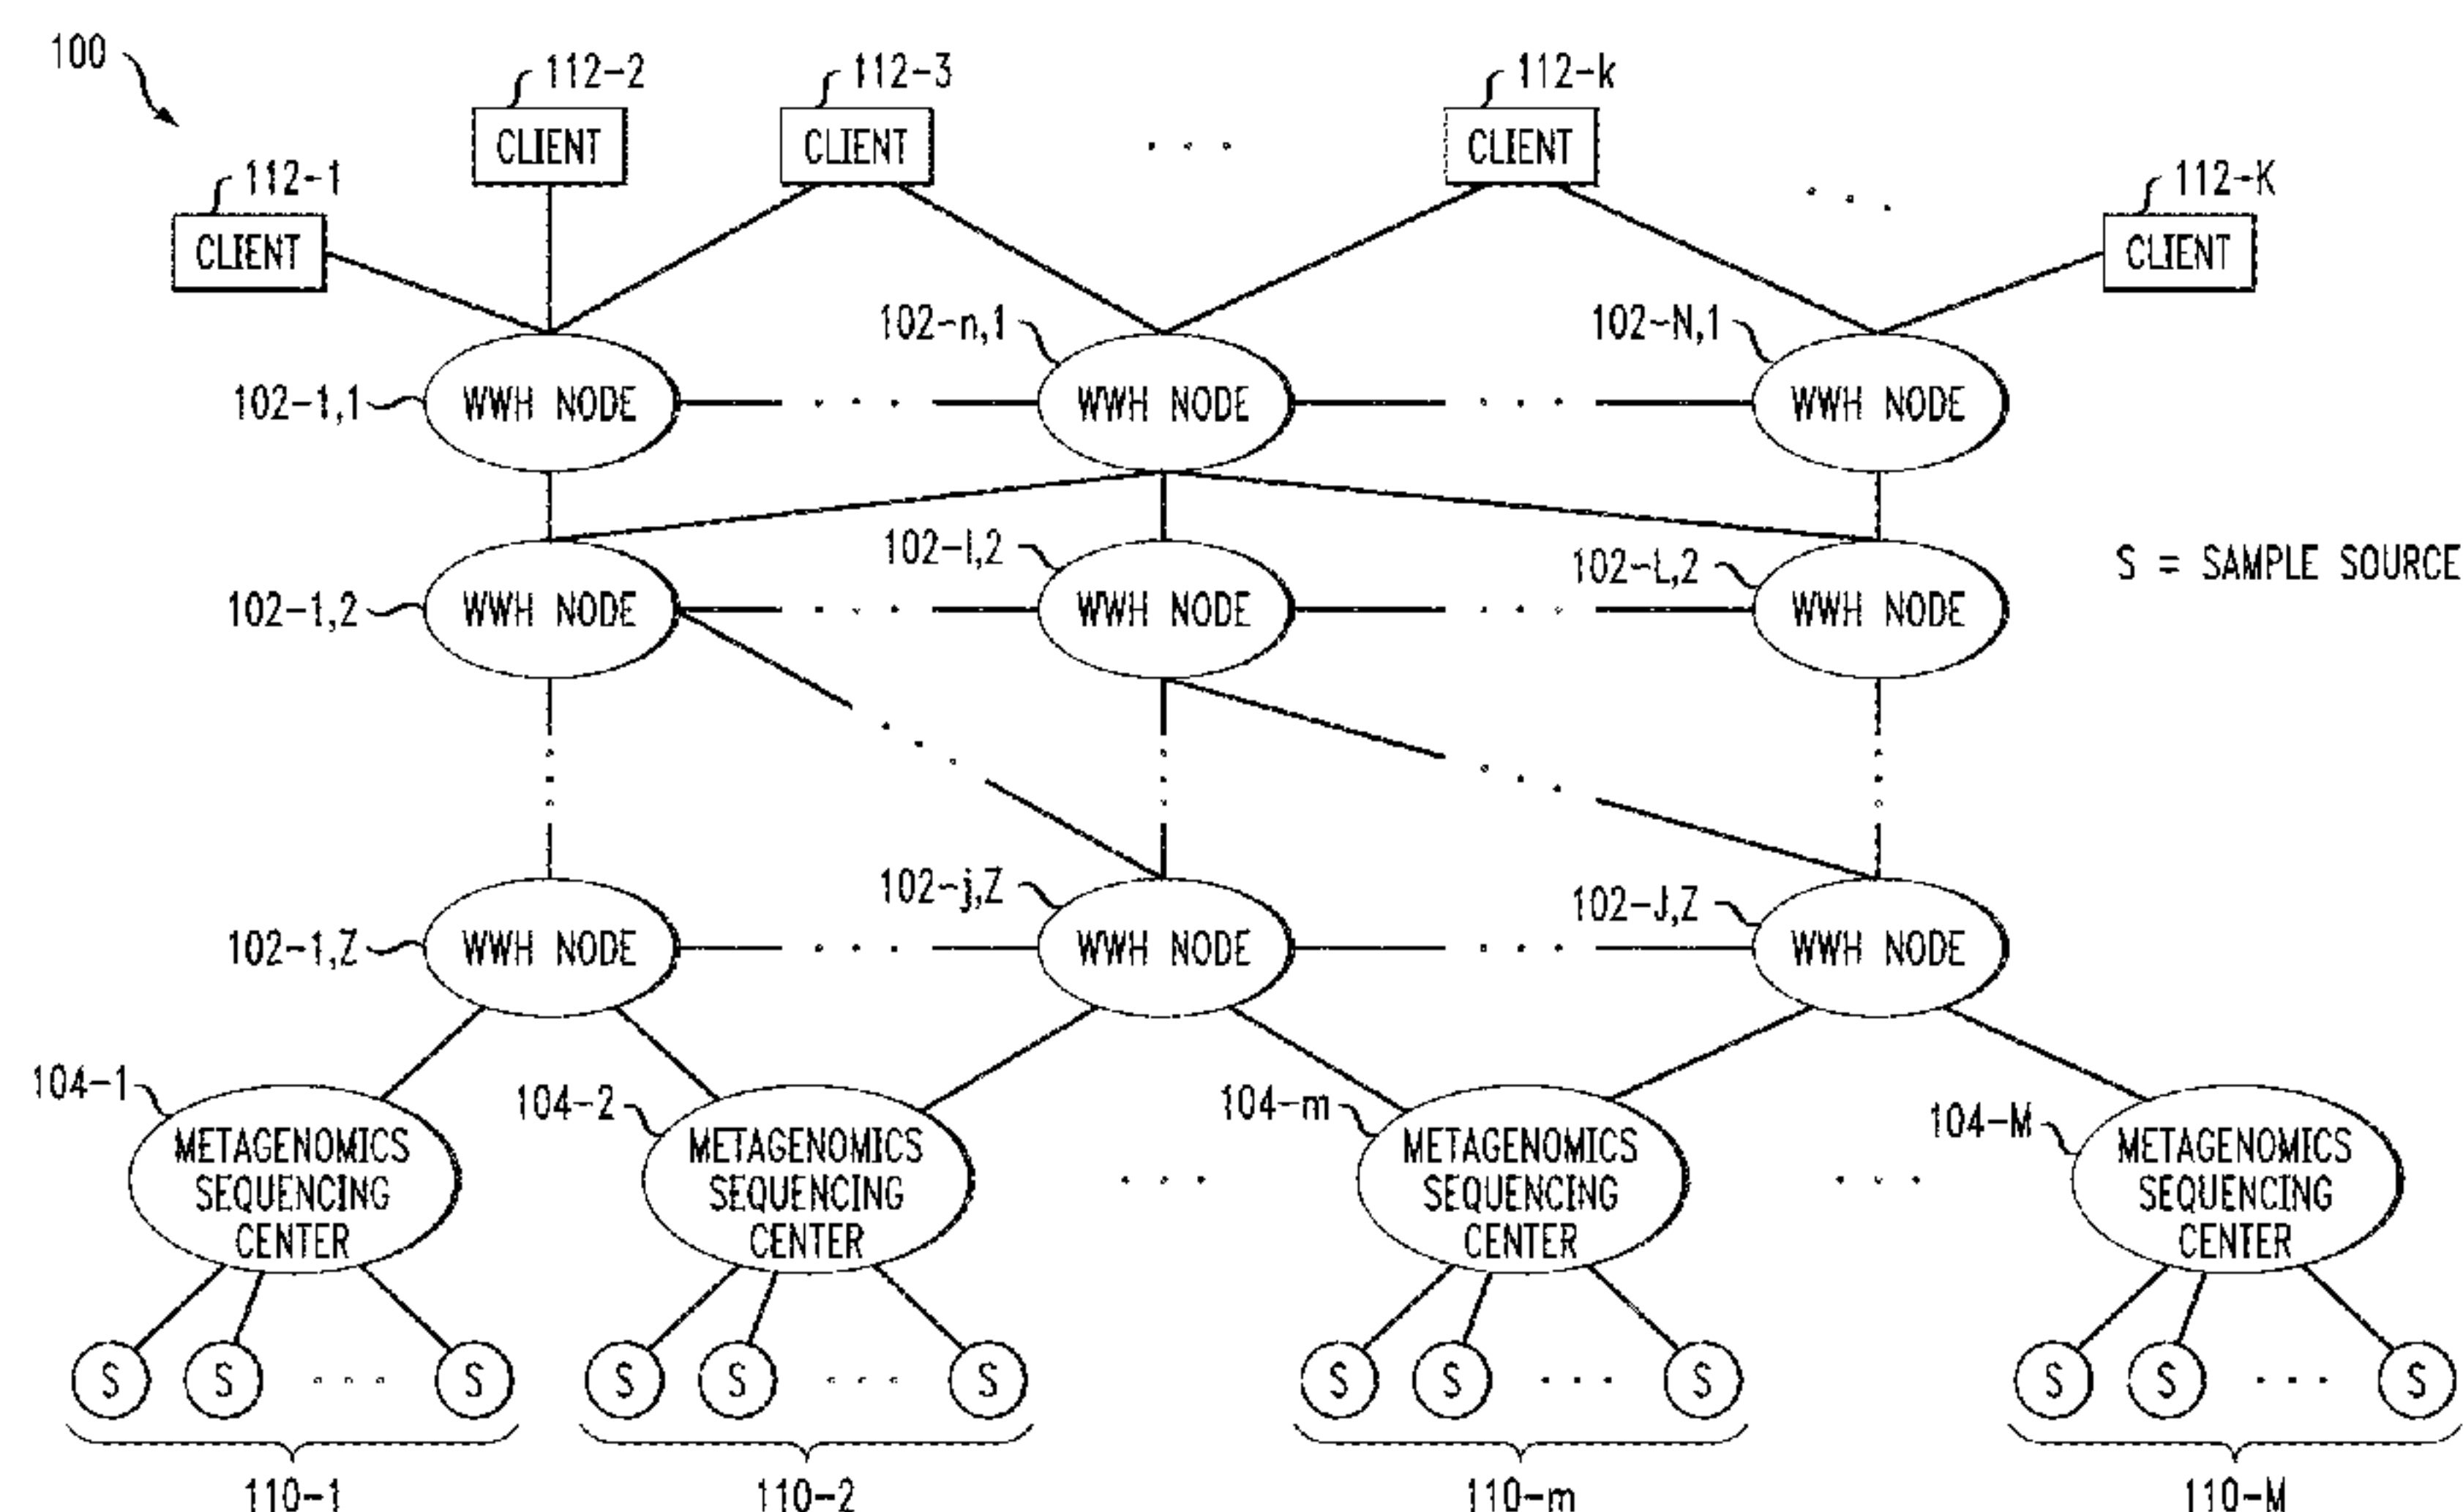 100
112-2
112-3
112-k
CLIENT
CLIENT
CLIENT
112-1
112-K
CLIENT
CLIENT
102-n,1
102-N,1
102-1,1
WWH NODE
WWH NODE
WWH NODE
102-l,2
102-L,2
S = SAMPLE SOURCE
102-1,2
WWH NODE
WWH NODE
WWH NODE
102-j,Z
102-J,Z
102-1,Z
WWH NODE
WWH NODE
WWH NODE
104-1
104-2
104-m
104-M
METAGENOMICS
SEQUENCING
CENTER
METAGENOMICS
SEQUENCING
CENTER
METAGENOMICS
SEQUENCING
CENTER
METAGENOMICS
SEQUENCING
CENTER
S S ... S
S S ... S
S S ... S
S S ... S
110-1
110-2
110-m
110-M